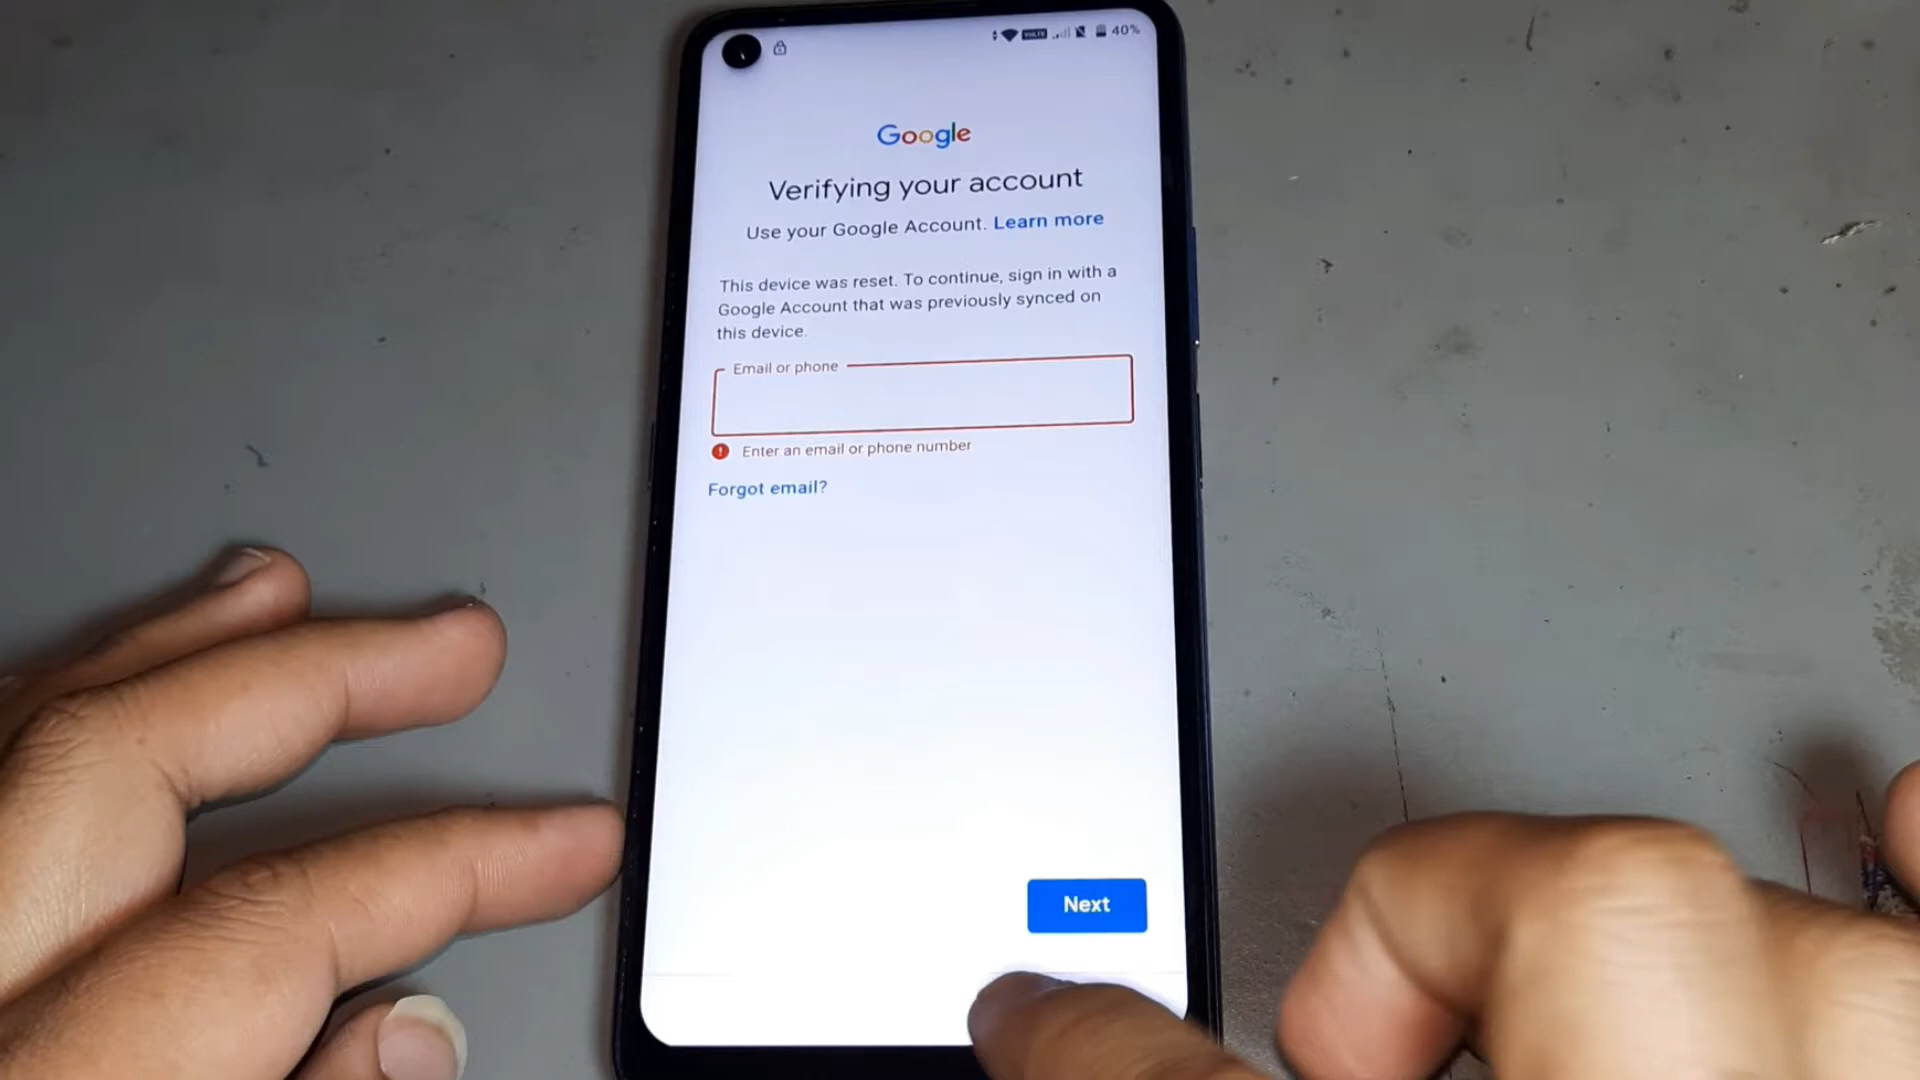 40%
Google
Verifying your account
Use your Google Account. Learn more
This device was reset. To continue, sign in with a
Google Account that was previously synced on
this device.
Email or phone
Enter an email or phone number
Forgot email?
Next